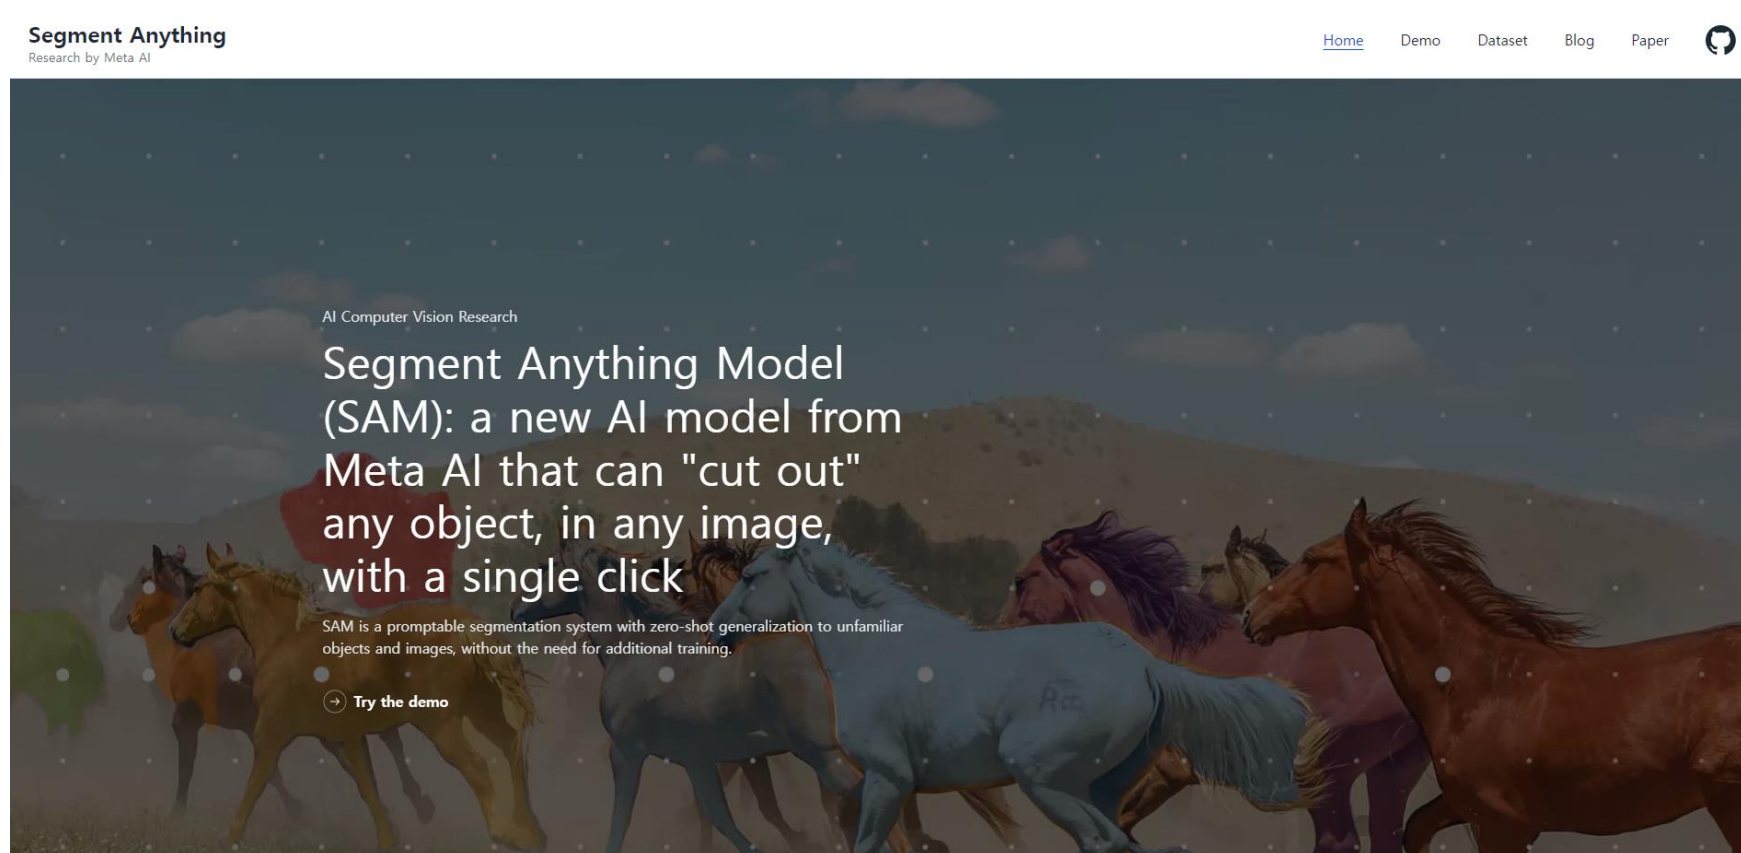 Segment Anything
Research by Meta AI
Home
Demo
Dataset
Blog
Paper
AI Computer Vision Research
Segment Anything Model
(SAM): a new AI model from
Meta AI that can "cut out"
any object, in any image,
with a single click
SAM is a promptable segmentation system with zero-shot generalization to unfamiliar
objects and images, without the need for additional training.
Try the demo